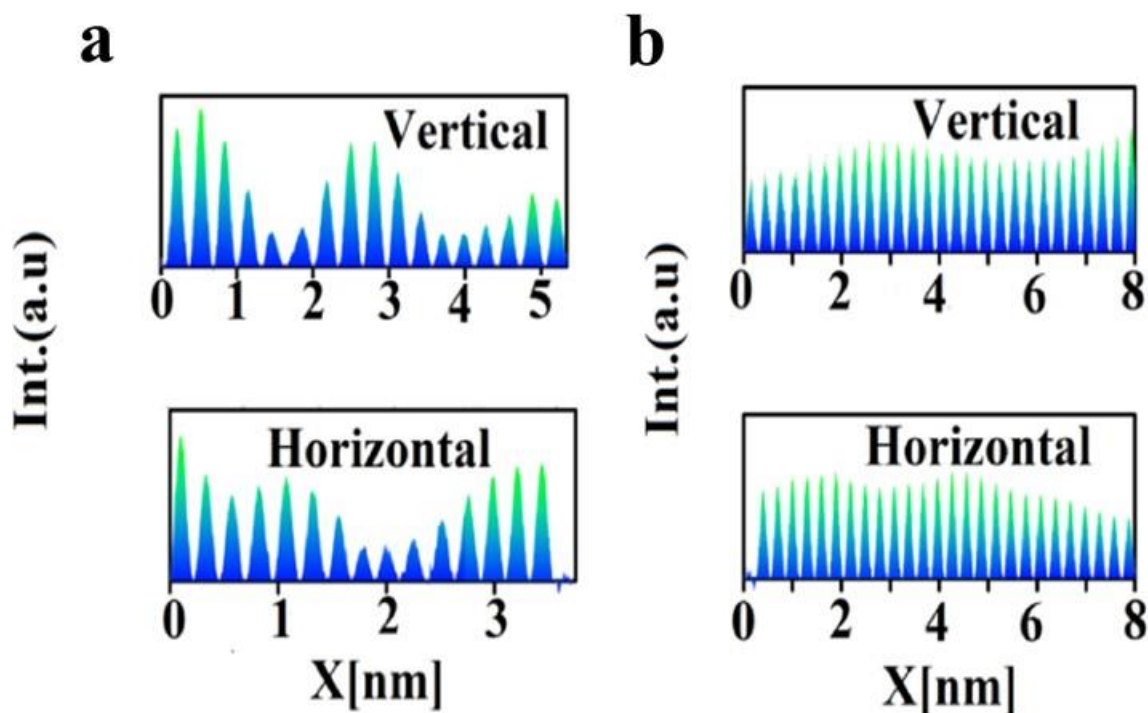 a
Vertical
0 1 2 3 4 5
Int.(a.u)
Horizontal
0 1 2 3
X[nm]
b
Vertical
0 2 4 6 8
Int.(a.u)
Horizontal
0 2 4 6 8
X[nm]